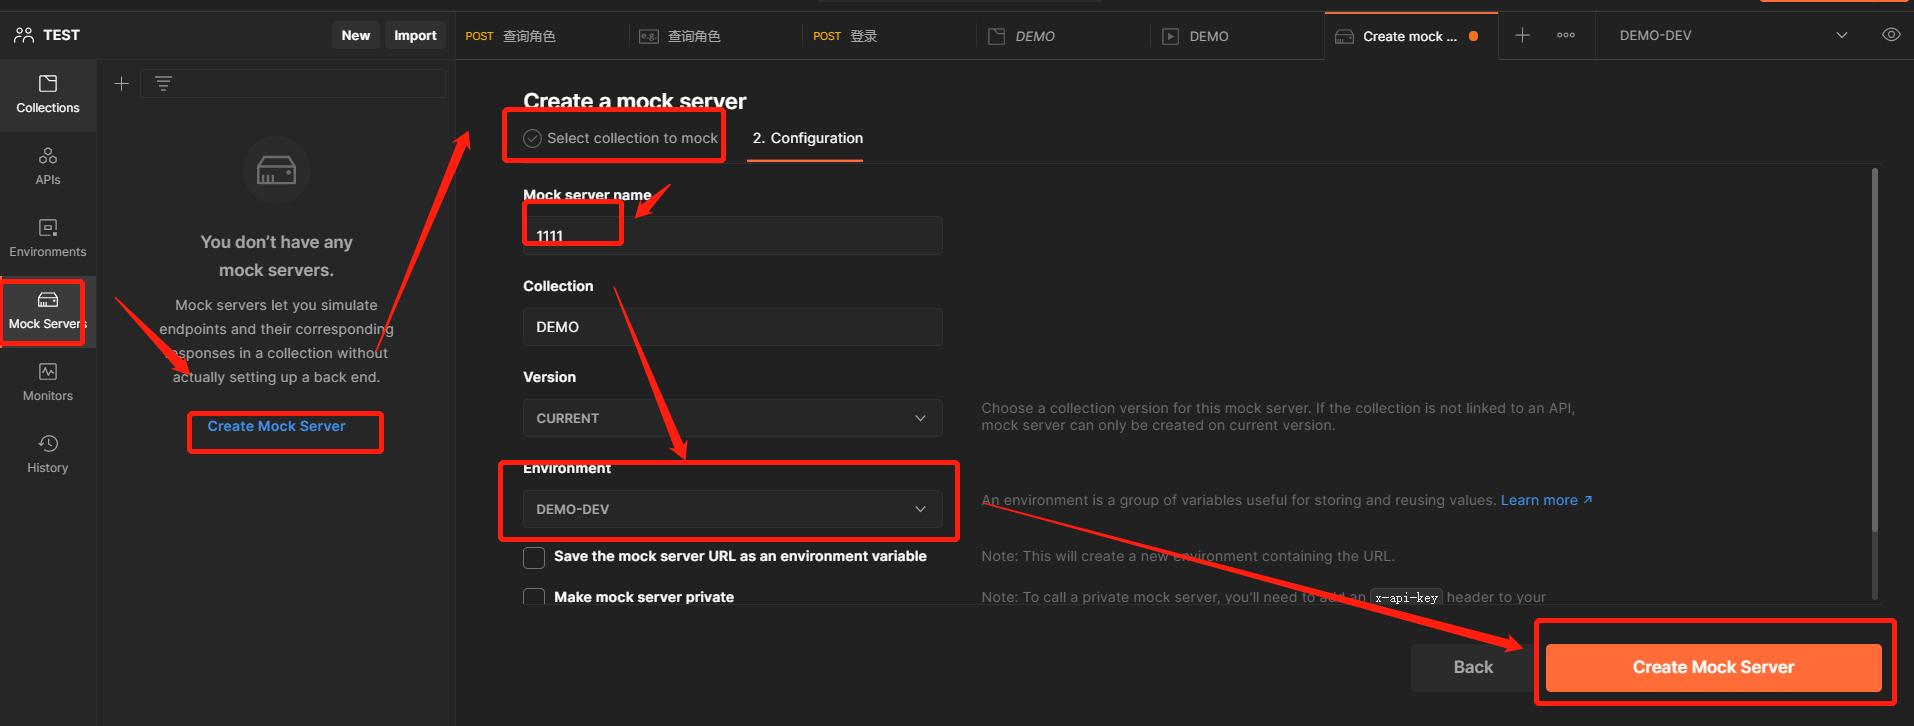 TEST
New
Import
POST 查询角色
e.g. 查询角色
POST 登录
DEMO
DEMO
Create mock ...
DEMO-DEV
Collections
APIs
Environments
Mock Servers
Monitors
History
You don’t have any
mock servers.
Mock servers let you simulate
endpoints and their corresponding
responses in a collection without
actually setting up a back end.
Create Mock Server
Create a mock server
Select collection to mock
2. Configuration
Mock server name
1111
Collection
DEMO
Version
CURRENT
Choose a collection version for this mock server. If the collection is not linked to an API,
mock server can only be created on current version.
Environment
DEMO-DEV
An environment is a group of variables useful for storing and reusing values. Learn more ↗
Save the mock server URL as an environment variable
Note: This will create a new environment containing the URL.
Make mock server private
Note: To call a private mock server, you'll need to add an x-api-key header to your
Back
Create Mock Server